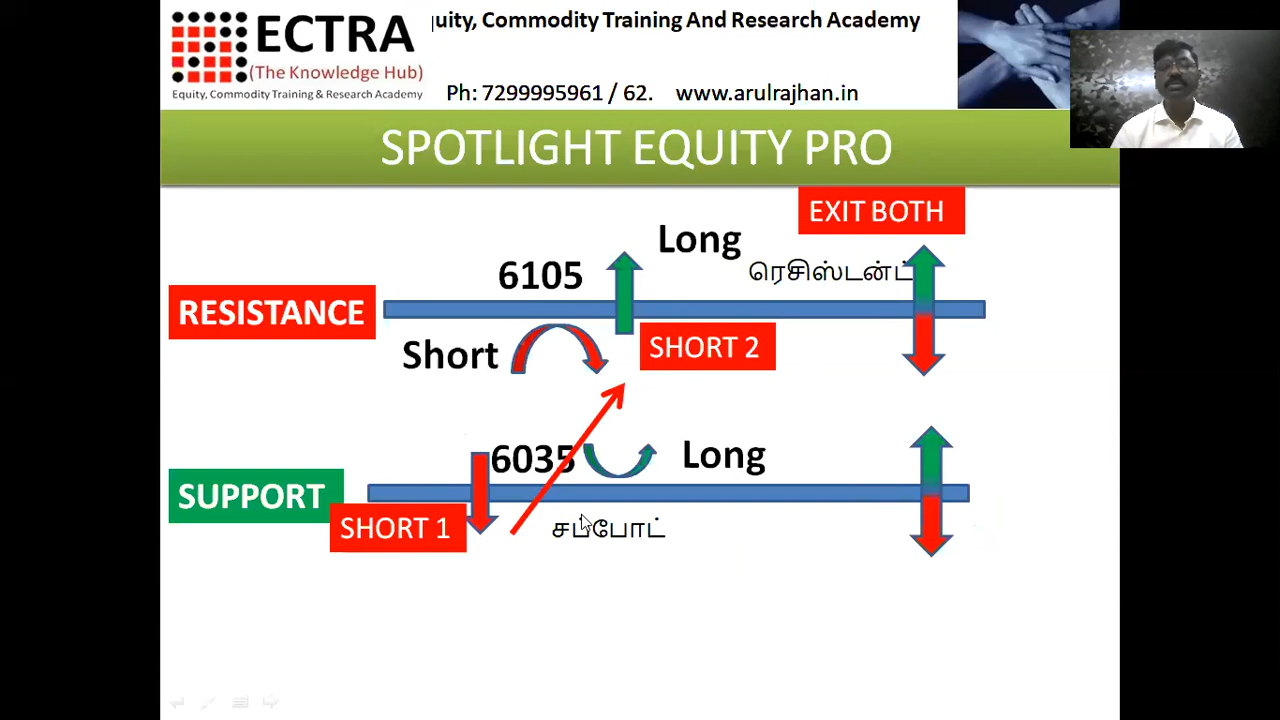 ECTRA
(The Knowledge Hub)
Equity, Commodity Training & Research Academy
quity, Commodity Training And Research Academy
Ph: 7299995961 / 62. www.arulrajhan.in
SPOTLIGHT EQUITY PRO
EXIT BOTH
Long
6105
ரெசிஸ்டன்ட்
RESISTANCE
Short
SHORT 2
6035
Long
SUPPORT
SHORT 1
சப்போட்